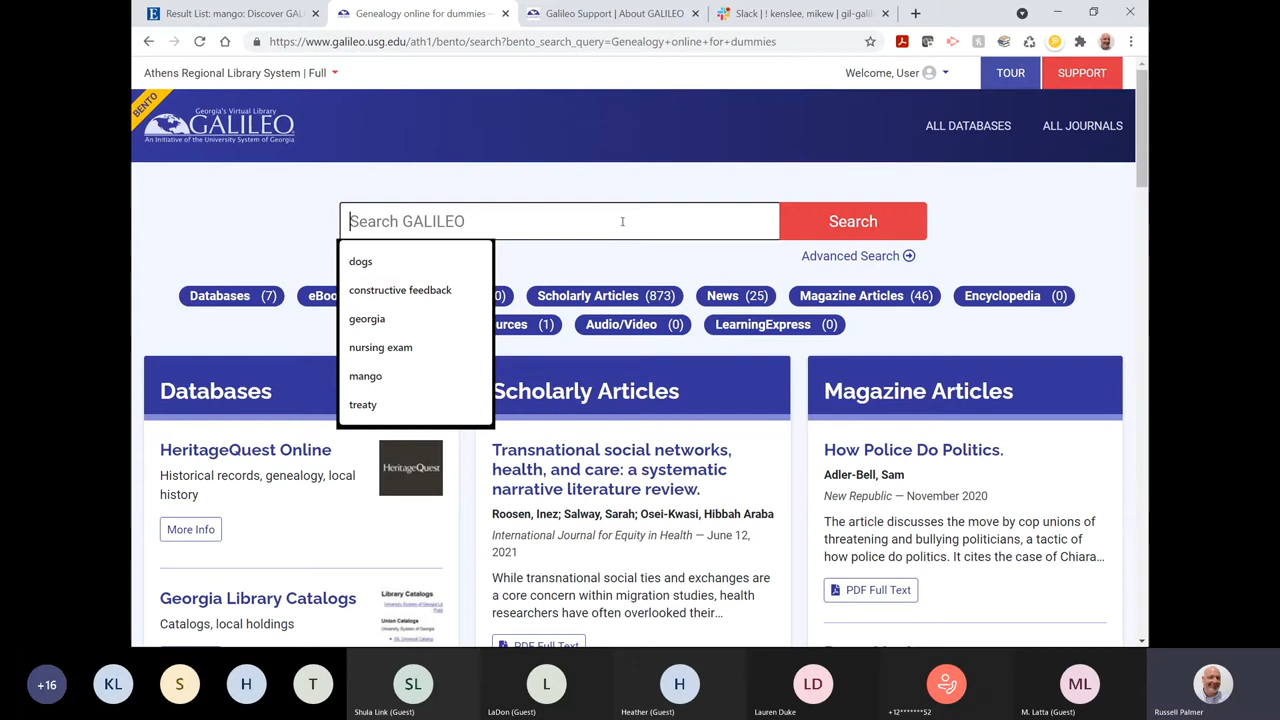 Result List: mango: Discover GAL
Genealogy online for dummies -
Galileo Support | About GALILEO
Slack | ! kenslee, mikew | gil-gali
https://www.galileo.usg.edu/ath1/bento/search?bento_search_query=Genealogy+online+for+dummies
Athens Regional Library System | Full
Welcome, User
TOUR
SUPPORT
BENTO
Georgia's Virtual Library
GALILEO
An Initiative of the University System of Georgia
ALL DATABASES
ALL JOURNALS
Search GALILEO
Search
Advanced Search
dogs
constructive feedback
georgia
nursing exam
mango
treaty
Databases (7)
eBoo
0)
Scholarly Articles (873)
News (25)
Magazine Articles (46)
Encyclopedia (0)
urces (1)
Audio/Video (0)
LearningExpress (0)
Databases
HeritageQuest Online
Historical records, genealogy, local
history
HeritageQuest
More Info
Georgia Library Catalogs
Catalogs, local holdings
Library Catalogs
Union Catalogs
Scholarly Articles
Transnational social networks,
health, and care: a systematic
narrative literature review.
Roosen, Inez; Salway, Sarah; Osei-Kwasi, Hibbah Araba
International Journal for Equity in Health — June 12,
2021
While transnational social ties and exchanges are
a core concern within migration studies, health
researchers have often overlooked their...
PDF Full Text
Magazine Articles
How Police Do Politics.
Adler-Bell, Sam
New Republic — November 2020
The article discusses the move by cop unions of
threatening and bullying politicians, a tactic of
how police do politics. It cites the case of Chiara...
PDF Full Text
+16
KL
S
H
T
SL
Shula Link (Guest)
L
LaDon (Guest)
H
Heather (Guest)
LD
Lauren Duke
+12*******52
ML
M. Latta (Guest)
Russell Palmer